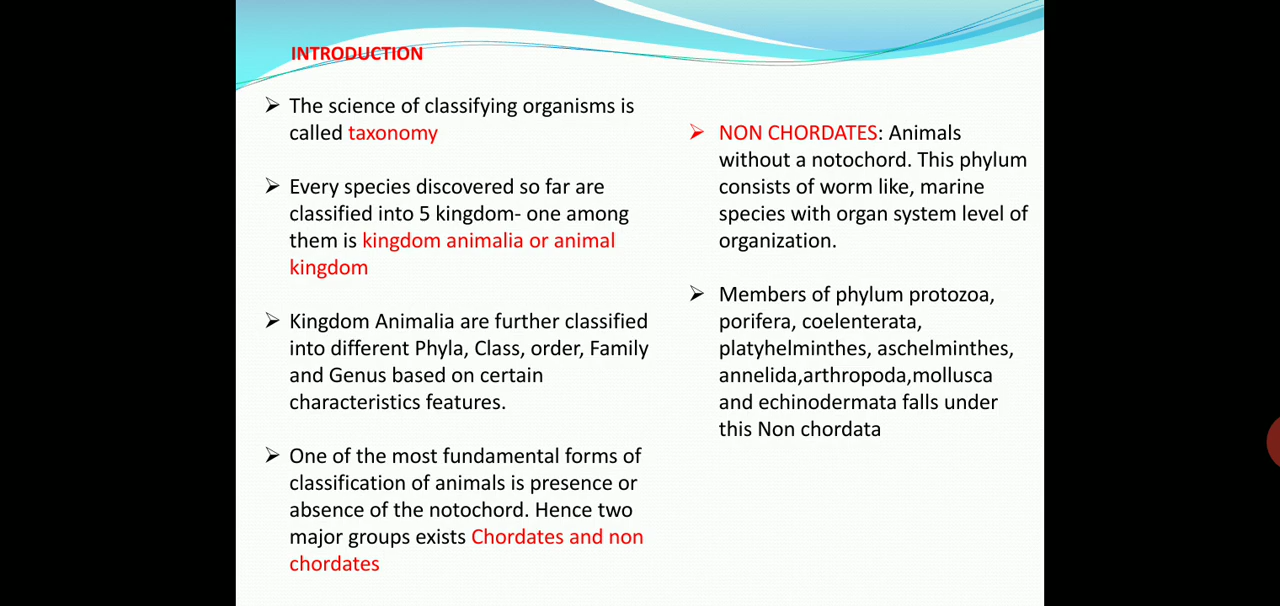 INTRODUCTION
➢ The science of classifying organisms is
called taxonomy
➢ Every species discovered so far are
classified into 5 kingdom- one among
them is kingdom animalia or animal
kingdom
➢ Kingdom Animalia are further classified
into different Phyla, Class, order, Family
and Genus based on certain
characteristics features.
➢ One of the most fundamental forms of
classification of animals is presence or
absence of the notochord. Hence two
major groups exists Chordates and non
chordates
➢ NON CHORDATES: Animals
without a notochord. This phylum
consists of worm like, marine
species with organ system level of
organization.
➢ Members of phylum protozoa,
porifera, coelenterata,
platyhelminthes, aschelminthes,
annelida,arthropoda,mollusca
and echinodermata falls under
this Non chordata